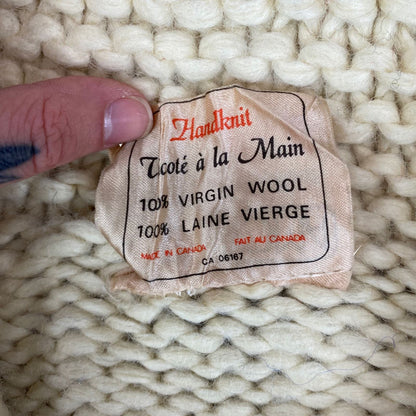 Handknit
Tricoté à la Main
100% VIRGIN WOOL
100% LAINE VIERGE
MADE IN CANADA FAIT AU CANADA
CA 06167